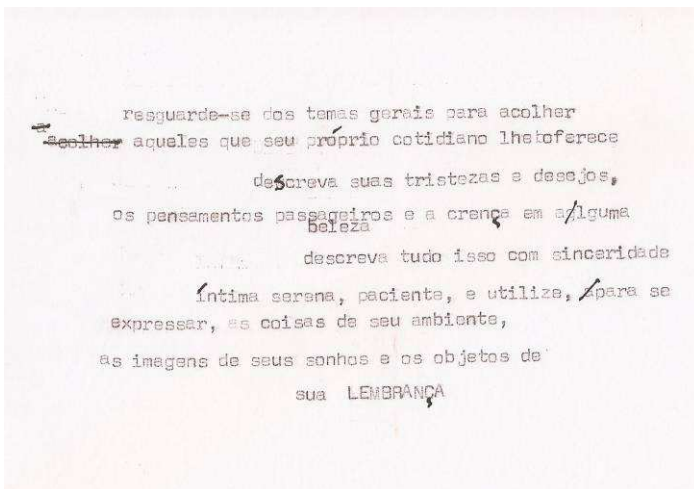 resguarde-se dos temas gerais para acolher
a
acolher aqueles que seu próprio cotidiano lhe oferece
descreva suas tristezas e desejos,
os pensamentos passageiros e a crença em alguma
beleza
descreva tudo isso com sinceridade
íntima serena, paciente, e utilize, para se
expressar, as coisas de seu ambiente,
as imagens de seus sonhos e os objetos de
sua LEMBRANÇA